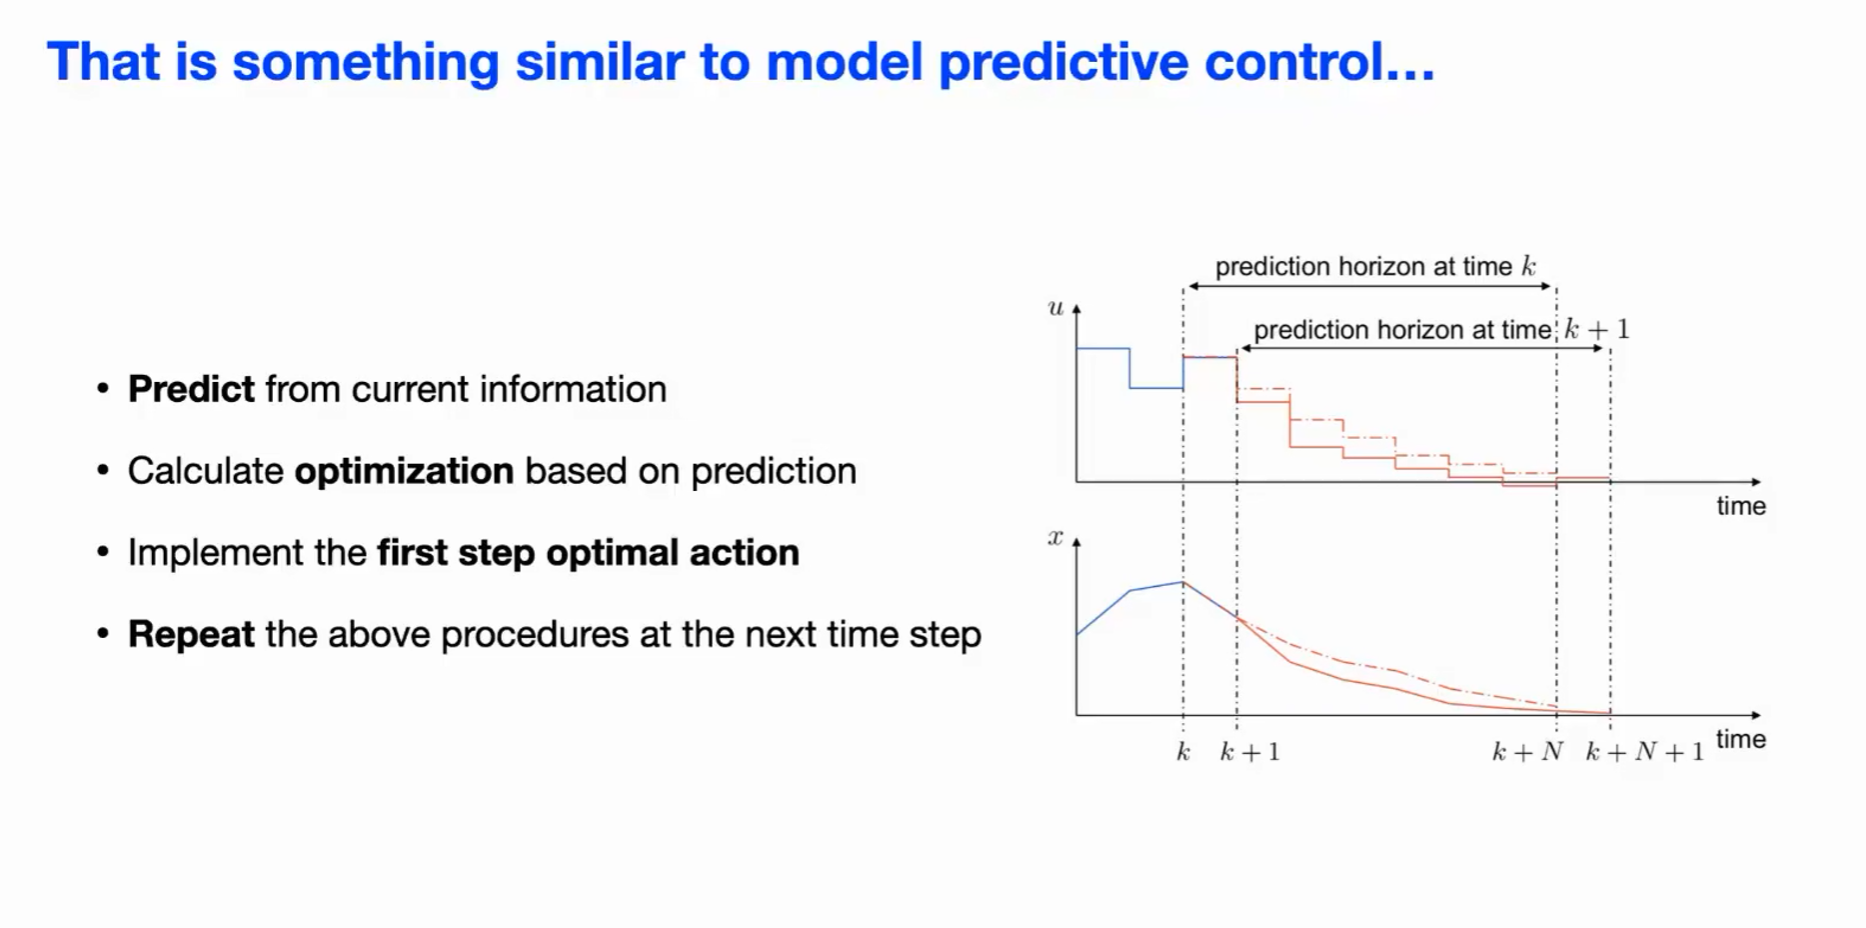 That is something similar to model predictive control...
• Predict from current information
• Calculate optimization based on prediction
• Implement the first step optimal action
• Repeat the above procedures at the next time step
prediction horizon at time k
u
prediction horizon at time k + 1
time
x
k k + 1 k + N k + N + 1 time